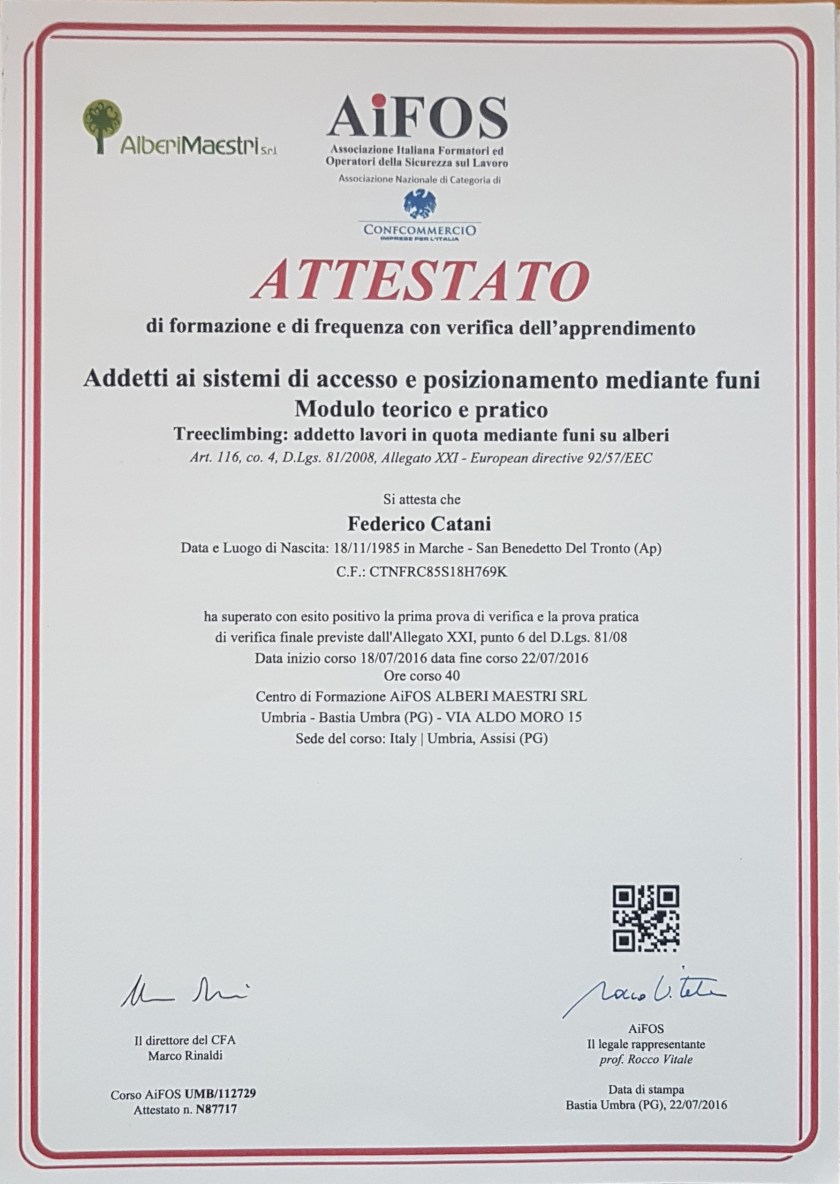 AlberiMaestri S.r.l.
AiFOS
Associazione Italiana Formatori ed
Operatori della Sicurezza sul Lavoro
Associazione Nazionale di Categoria di
CONFCOMMERCIO
IMPRESE PER L'ITALIA
ATTESTATO
di formazione e di frequenza con verifica dell'apprendimento
Addetti ai sistemi di accesso e posizionamento mediante funi
Modulo teorico e pratico
Treeclimbing: addetto lavori in quota mediante funi su alberi
Art. 116, co. 4, D.Lgs. 81/2008, Allegato XXI - European directive 92/57/EEC
Si attesta che
Federico Catani
Data e Luogo di Nascita: 18/11/1985 in Marche - San Benedetto Del Tronto (Ap)
C.F.: CTNFRC85S18H769K
ha superato con esito positivo la prima prova di verifica e la prova pratica
di verifica finale previste dall'Allegato XXI, punto 6 del D.Lgs. 81/08
Data inizio corso 18/07/2016 data fine corso 22/07/2016
Ore corso 40
Centro di Formazione AiFOS ALBERI MAESTRI SRL
Umbria - Bastia Umbra (PG) - VIA ALDO MORO 15
Sede del corso: Italy | Umbria, Assisi (PG)
Il direttore del CFA
Marco Rinaldi
Corso AiFOS UMB/112729
Attestato n. N87717
Rocco Vitale
AiFOS
Il legale rappresentante
prof. Rocco Vitale
Data di stampa
Bastia Umbra (PG), 22/07/2016